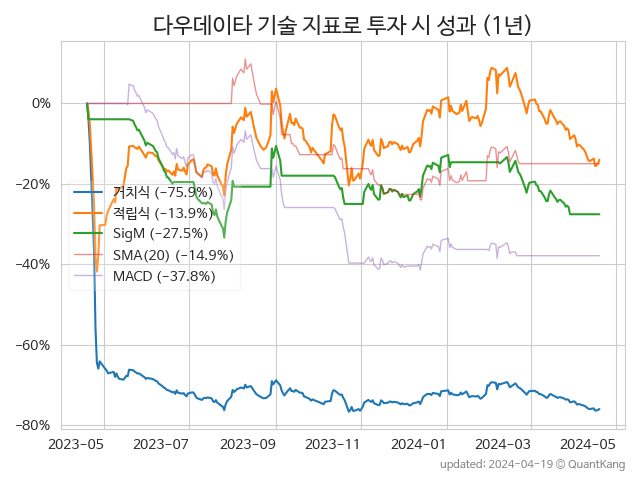 다우데이타 기술 지표로 투자 시 성과 (1년)
0%
−20%
−40%
−60%
−80%
거치식 (−75.9%)
적립식 (−13.9%)
SigM (−27.5%)
SMA(20) (−14.9%)
MACD (−37.8%)
2023−05 2023−07 2023−09 2023−11 2024−01 2024−03 2024−05
updated: 2024−04−19 © QuantKang